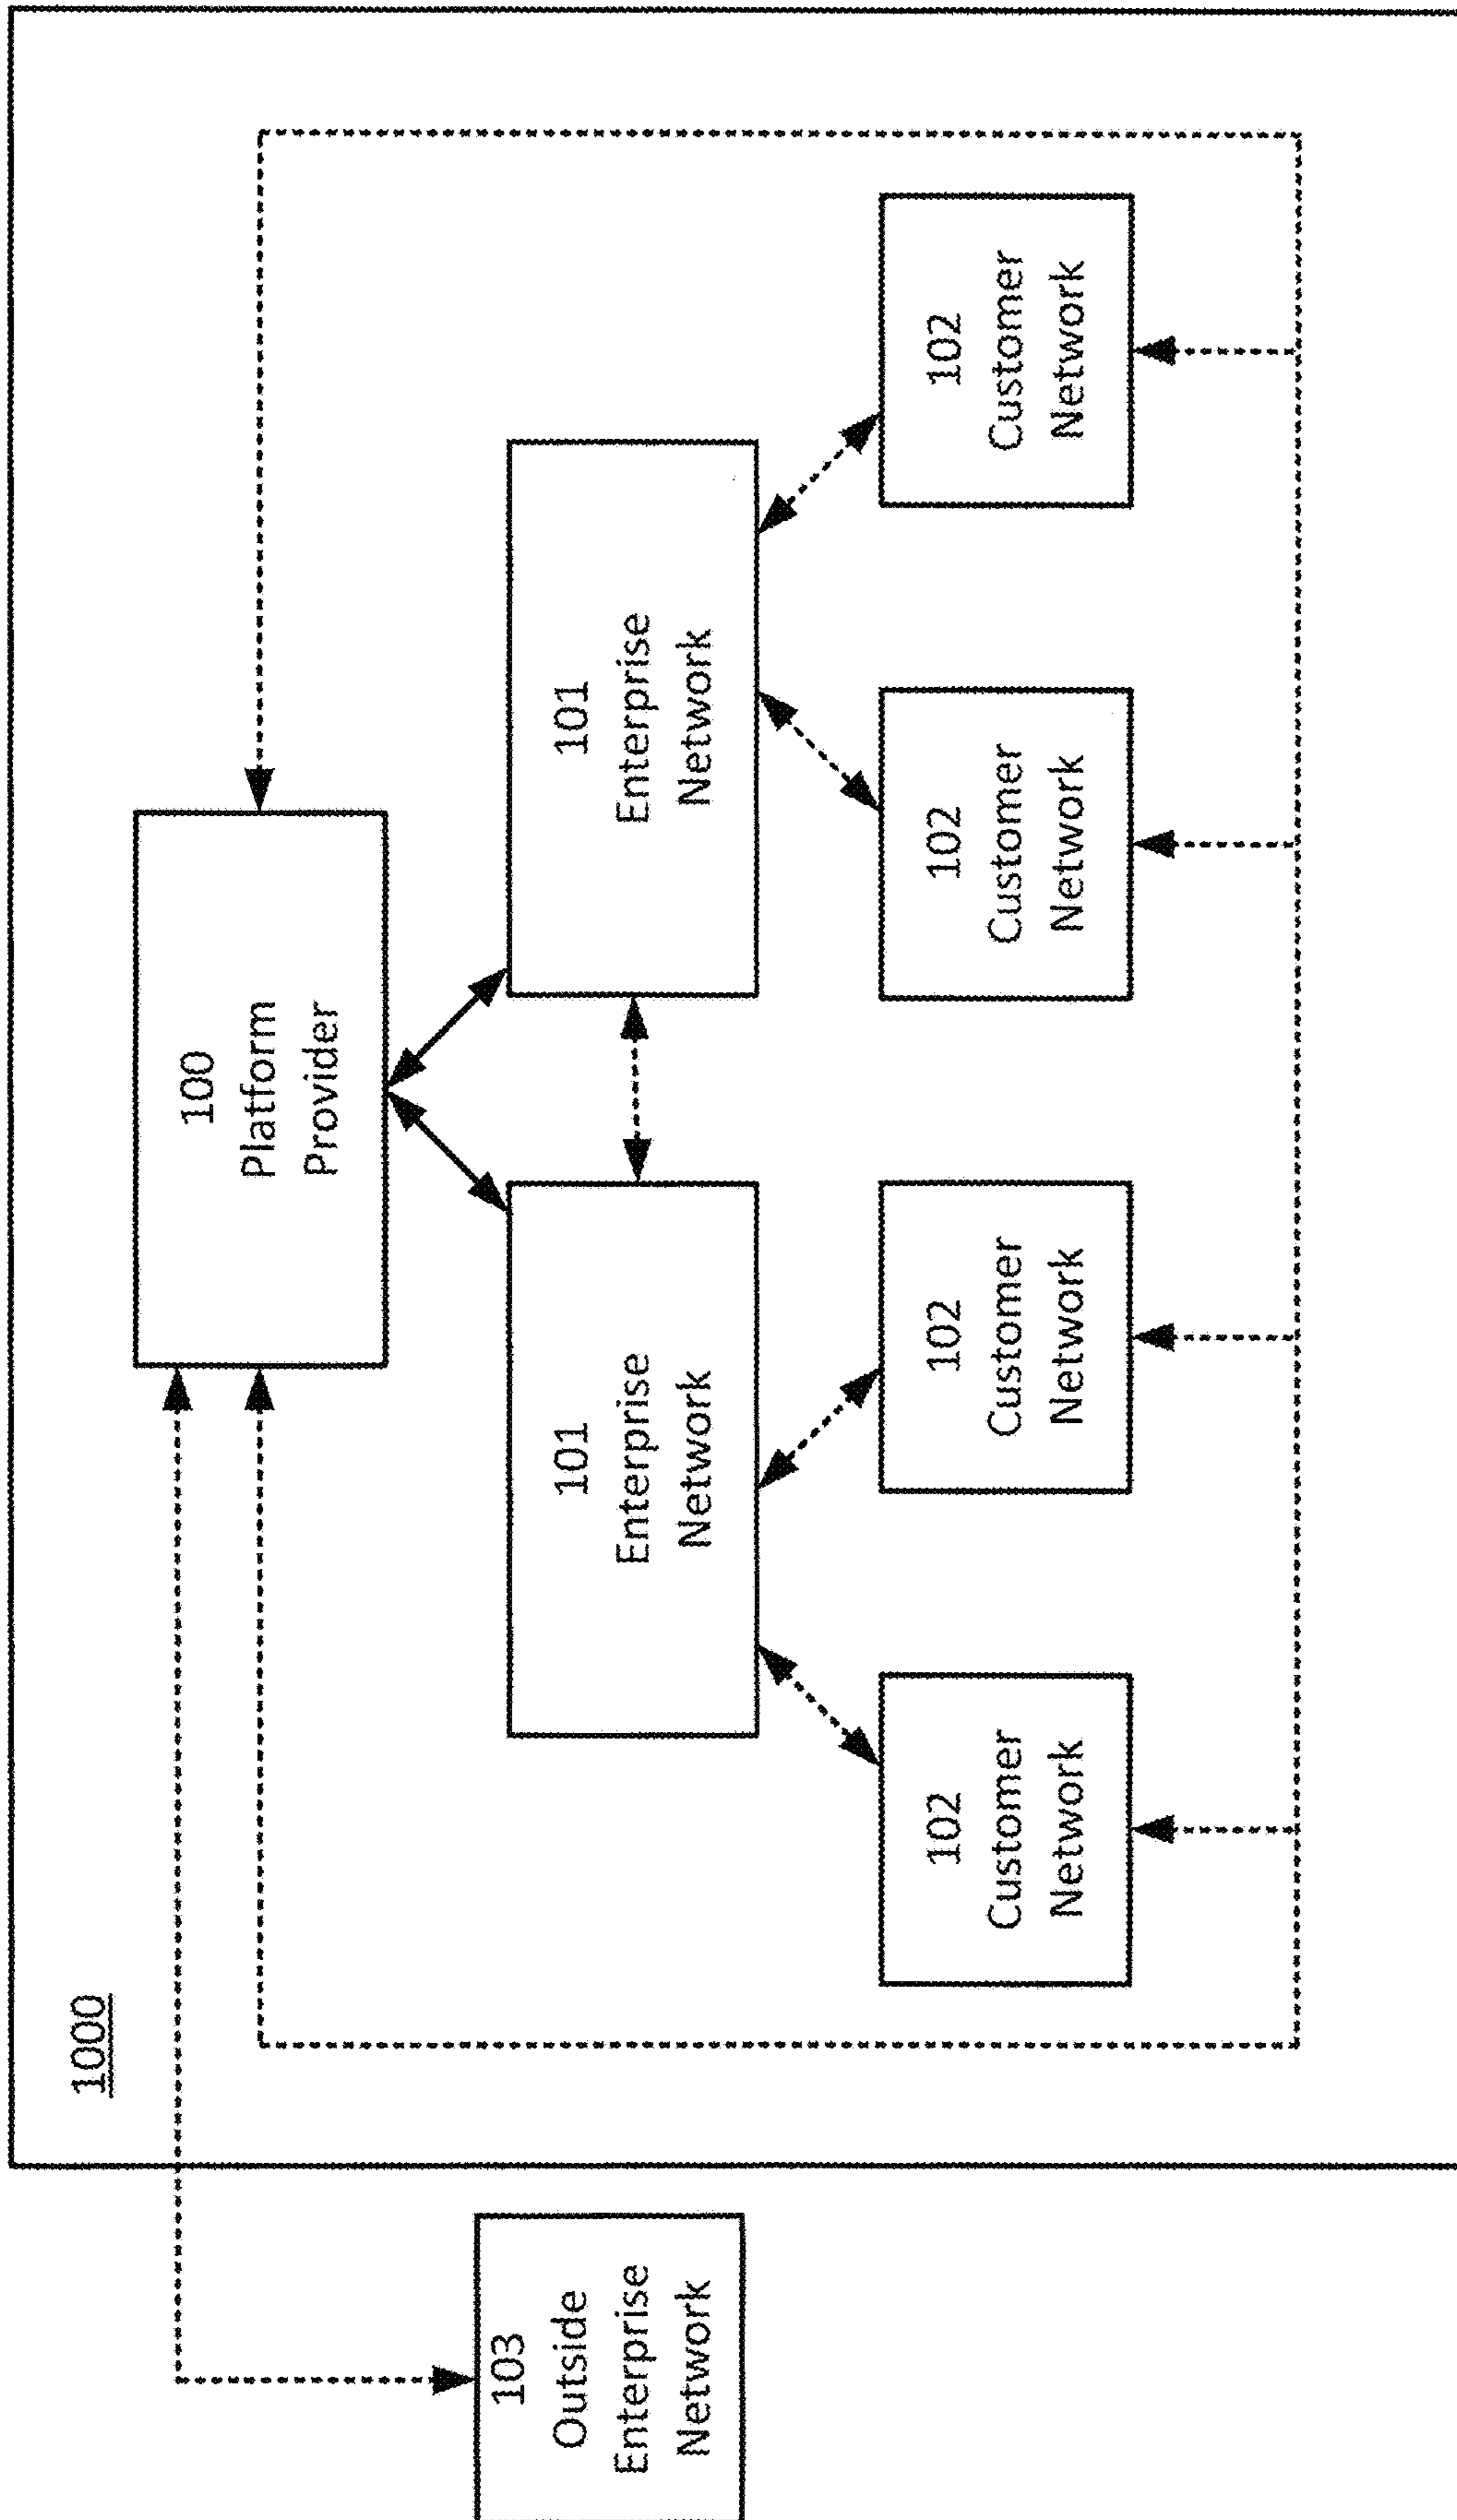 1000
100
Platform
Provider
103
Outside
Enterprise
Network
101
Enterprise
Network
101
Enterprise
Network
102
Customer
Network
102
Customer
Network
102
Customer
Network
102
Customer
Network